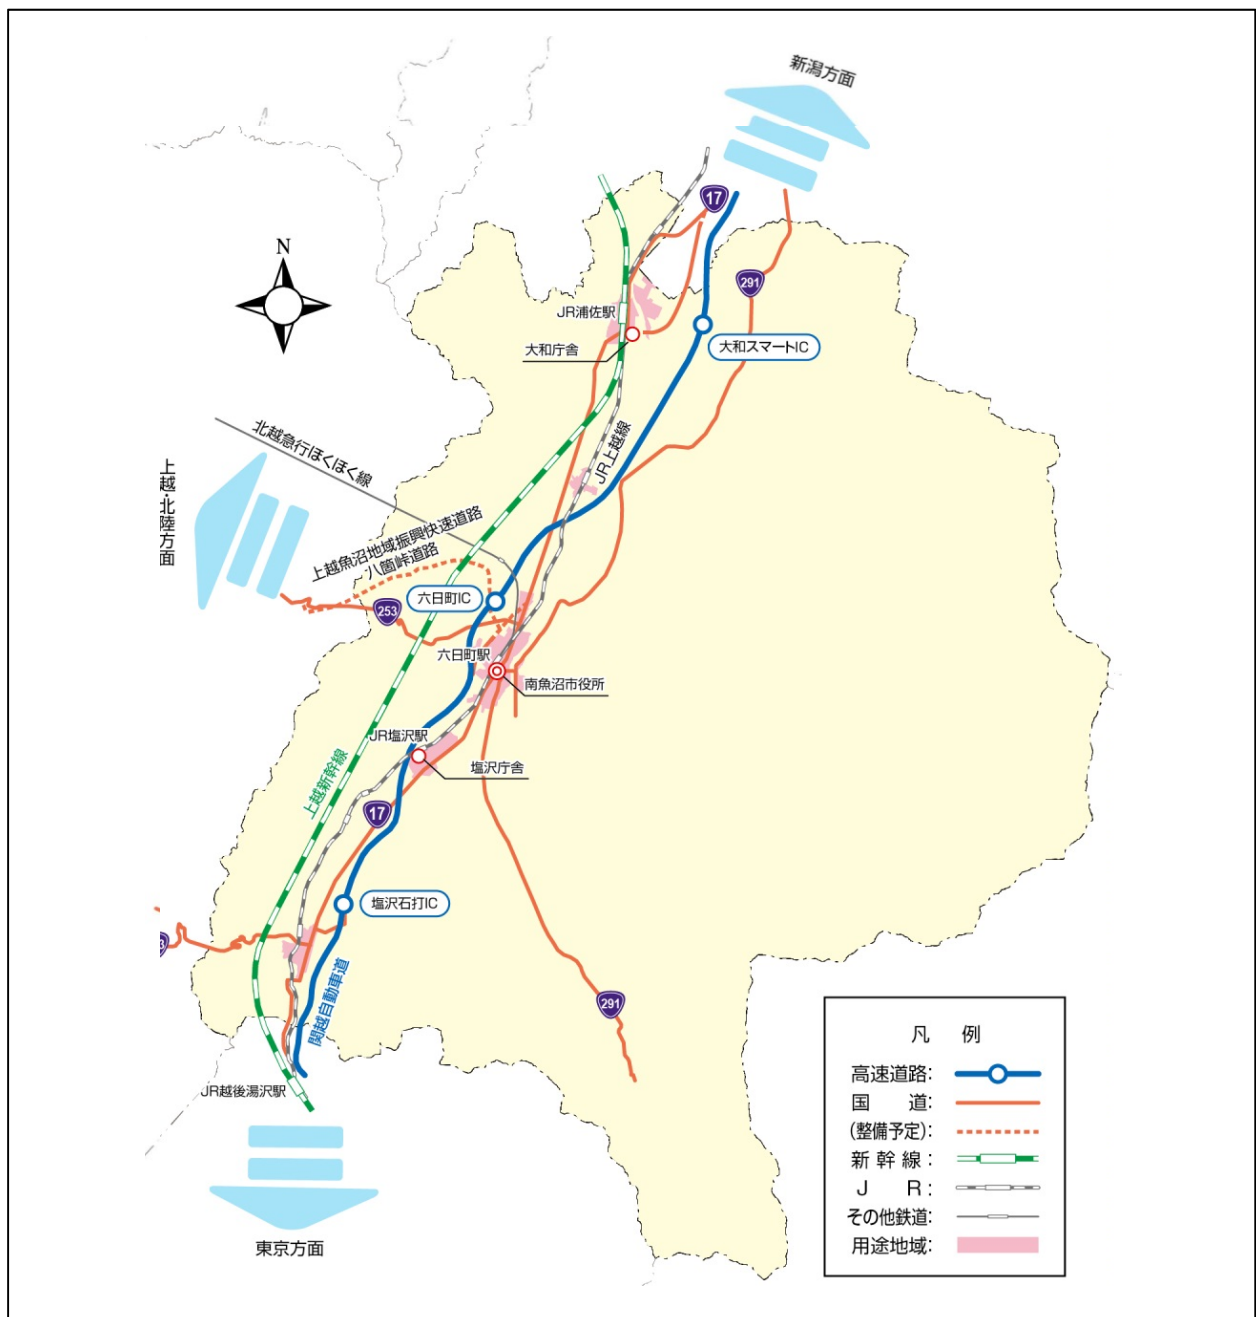 新潟方面
N
17
291
JR浦佐駅
大和庁舎
大和スマートIC
北越急行ほくほく線
JR上越線
上越・北陸方面
上越魚沼地域振興快速道路
八箇峠道路
253
六日町IC
六日町駅
南魚沼市役所
JR塩沢駅
塩沢庁舎
上越新幹線
17
塩沢石打IC
関越自動車道
291
JR越後湯沢駅
東京方面
凡 例
高速道路:
国 道:
(整備予定):
新幹線:
J R:
その他鉄道:
用途地域: